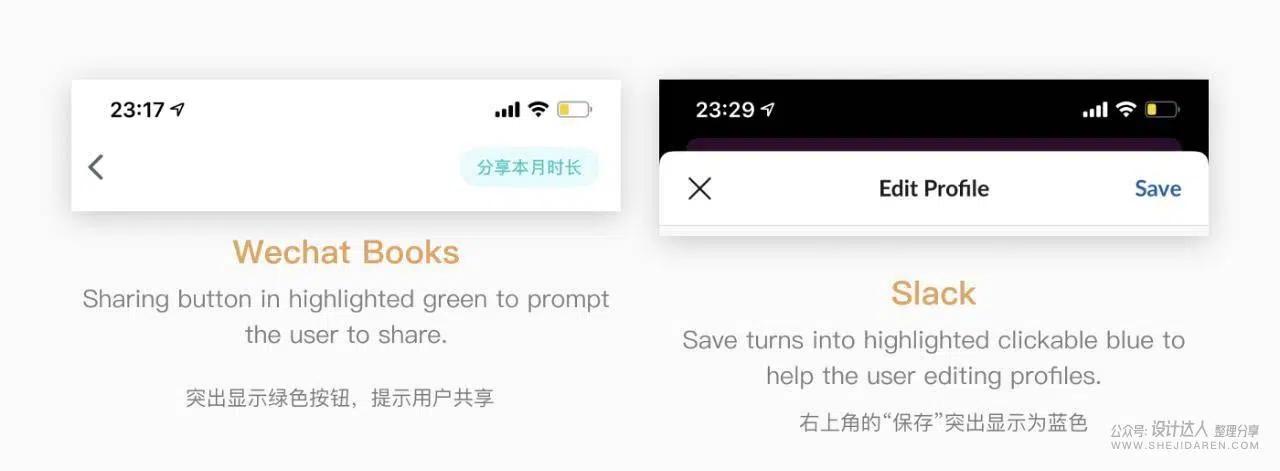 23:17
分享本月时长
Wechat Books
Sharing button in highlighted green to prompt
the user to share.
突出显示绿色按钮，提示用户共享
23:29
Edit Profile
Save
Slack
Save turns into highlighted clickable blue to
help the user editing profiles.
右上角的“保存”突出显示为蓝色
公众号: 设计达人 整理分享
WWW.SHEJIDAREN.COM